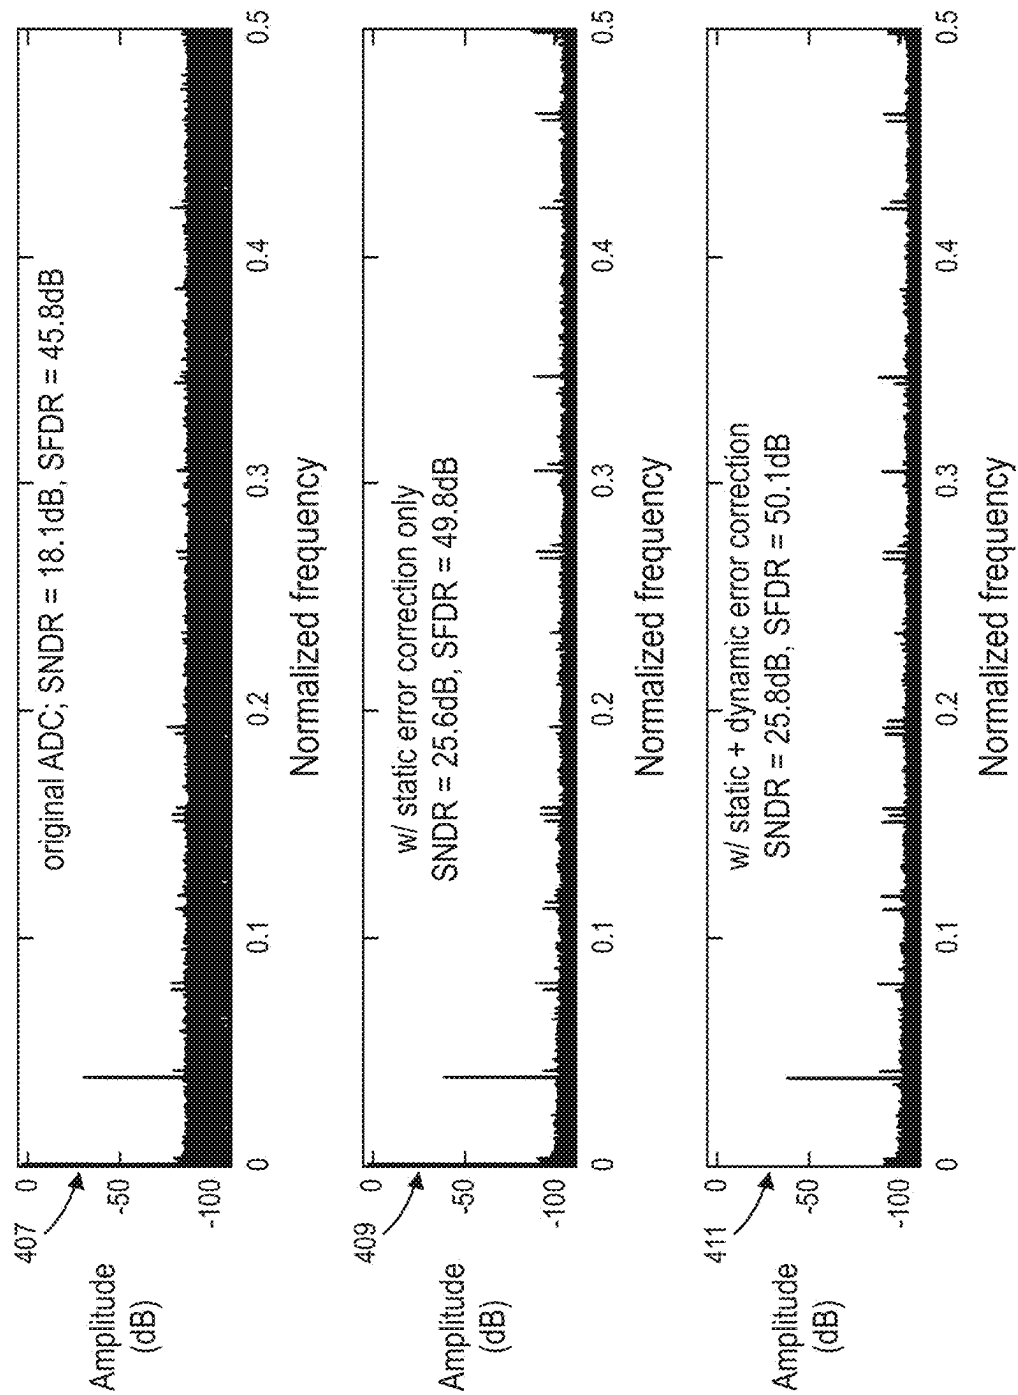 407
Amplitude
(dB)
0
-50
-100
original ADC; SNDR = 18.1dB, SFDR = 45.8dB
0
0.1
0.2
0.3
0.4
0.5
Normalized frequency
409
Amplitude
(dB)
0
-50
-100
w/ static error correction only
SNDR = 25.6dB, SFDR = 49.8dB
0
0.1
0.2
0.3
0.4
0.5
Normalized frequency
411
Amplitude
(dB)
0
-50
-100
w/ static + dynamic error correction
SNDR = 25.8dB, SFDR = 50.1dB
0
0.1
0.2
0.3
0.4
0.5
Normalized frequency